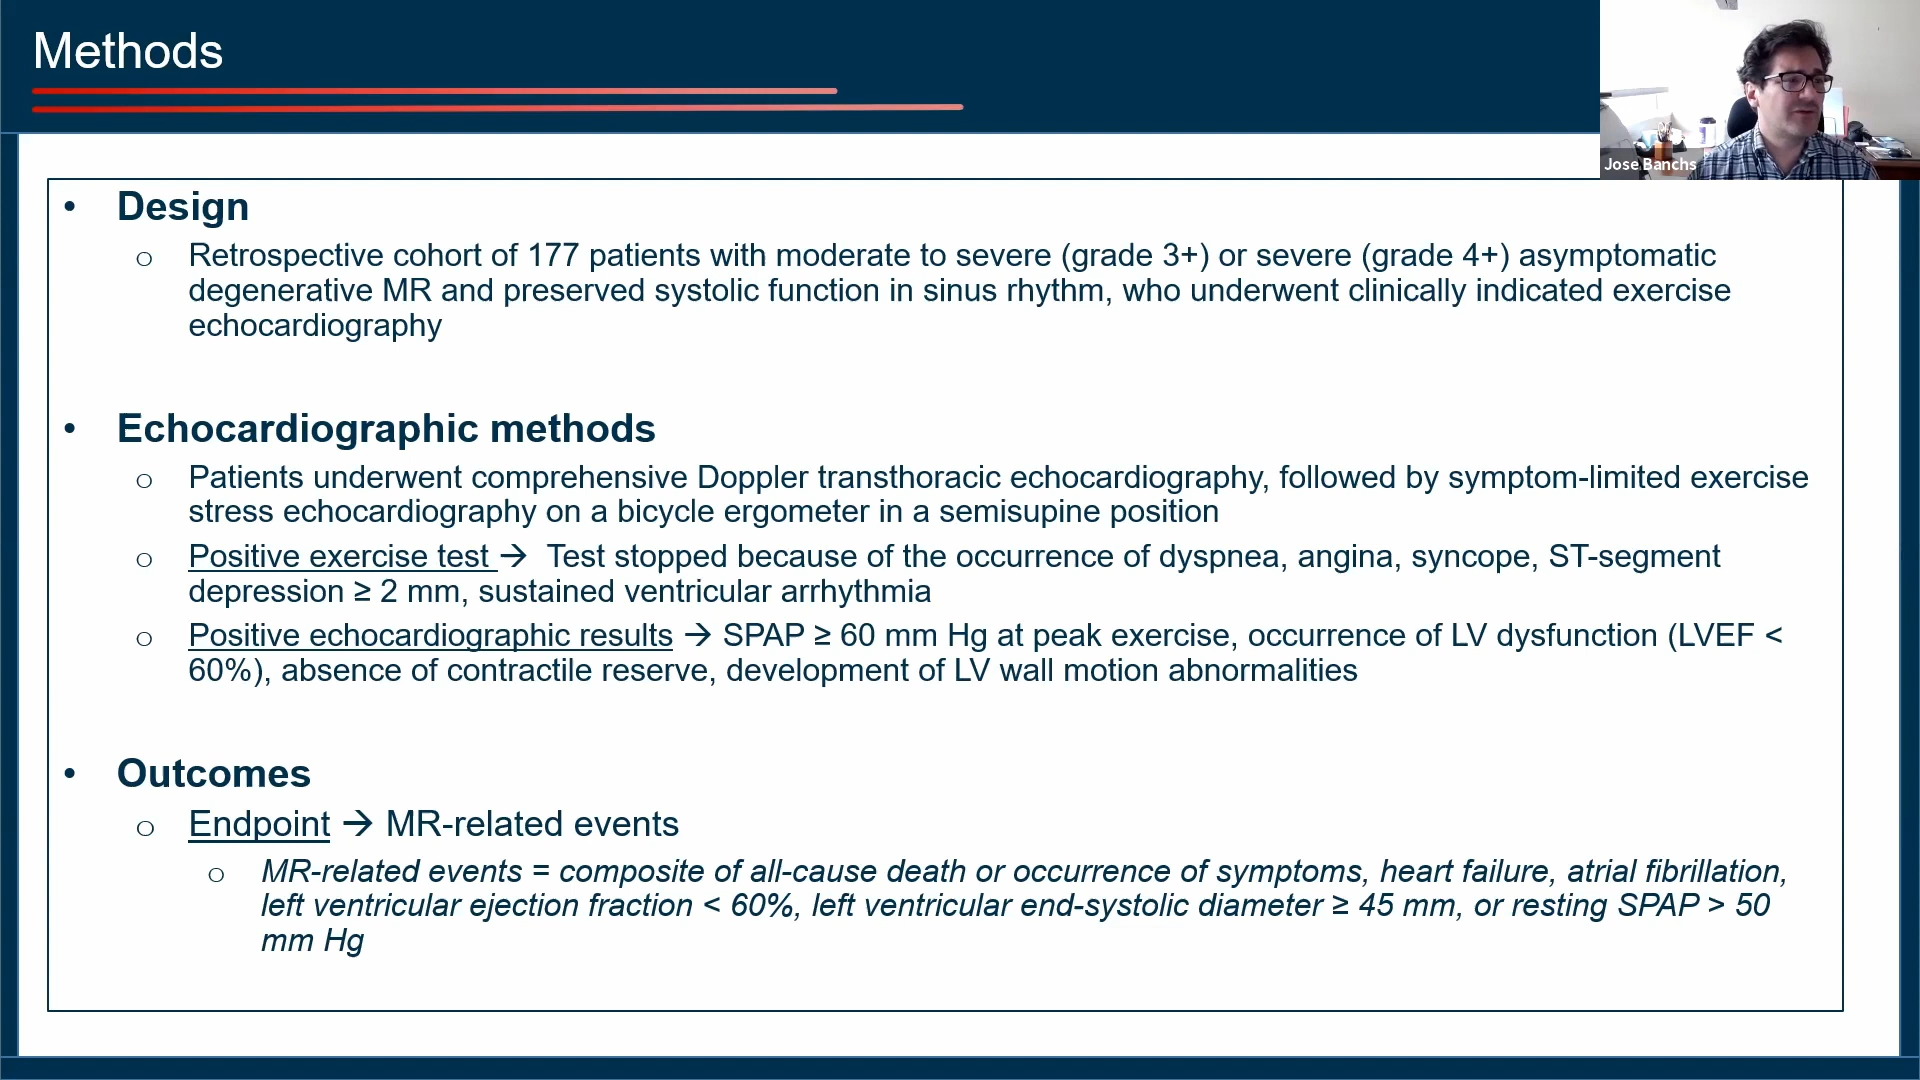 Methods
Jose Banchs
• Design
o Retrospective cohort of 177 patients with moderate to severe (grade 3+) or severe (grade 4+) asymptomatic
degenerative MR and preserved systolic function in sinus rhythm, who underwent clinically indicated exercise
echocardiography
• Echocardiographic methods
o Patients underwent comprehensive Doppler transthoracic echocardiography, followed by symptom-limited exercise
stress echocardiography on a bicycle ergometer in a semisupine position
o Positive exercise test → Test stopped because of the occurrence of dyspnea, angina, syncope, ST-segment
depression ≥ 2 mm, sustained ventricular arrhythmia
o Positive echocardiographic results → SPAP ≥ 60 mm Hg at peak exercise, occurrence of LV dysfunction (LVEF <
60%), absence of contractile reserve, development of LV wall motion abnormalities
• Outcomes
o Endpoint → MR-related events
o MR-related events = composite of all-cause death or occurrence of symptoms, heart failure, atrial fibrillation,
left ventricular ejection fraction < 60%, left ventricular end-systolic diameter ≥ 45 mm, or resting SPAP > 50
mm Hg